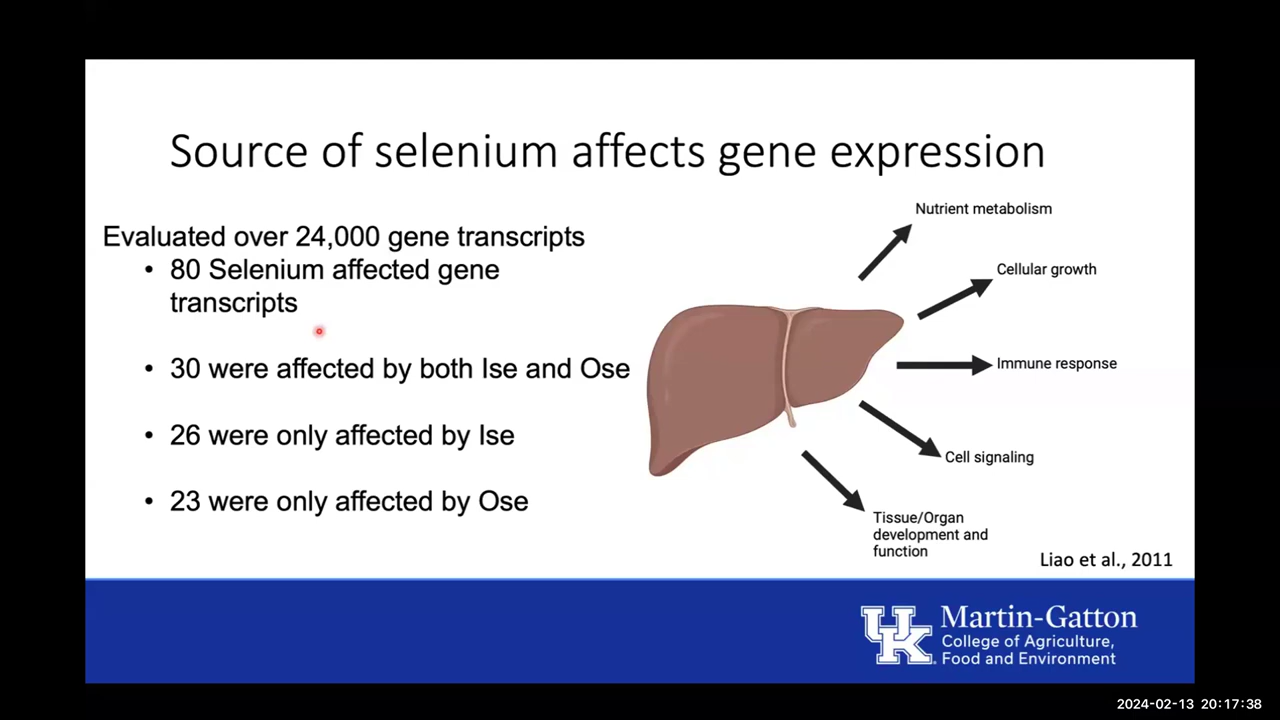 Source of selenium affects gene expression
Evaluated over 24,000 gene transcripts
• 80 Selenium affected gene
transcripts
• 30 were affected by both Ise and Ose
• 26 were only affected by Ise
• 23 were only affected by Ose
Nutrient metabolism
Cellular growth
Immune response
Cell signaling
Tissue/Organ
development and
function
Liao et al., 2011
UK
Martin-Gatton
College of Agriculture,
Food and Environment
2024-02-13 20:17:38